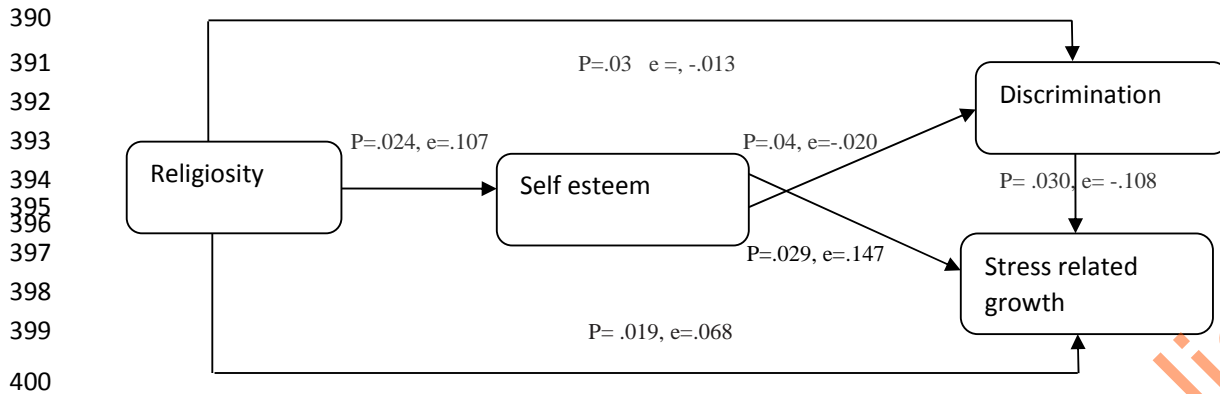 390
391
P=.03 e =, -.013
392
Discrimination
393
P=.024, e=.107
P=.04, e=-.020
394
Religiosity
Self esteem
P= .030, e= -.108
395
396
397
P=.029, e=.147
Stress related
growth
398
399
P= .019, e=.068
400